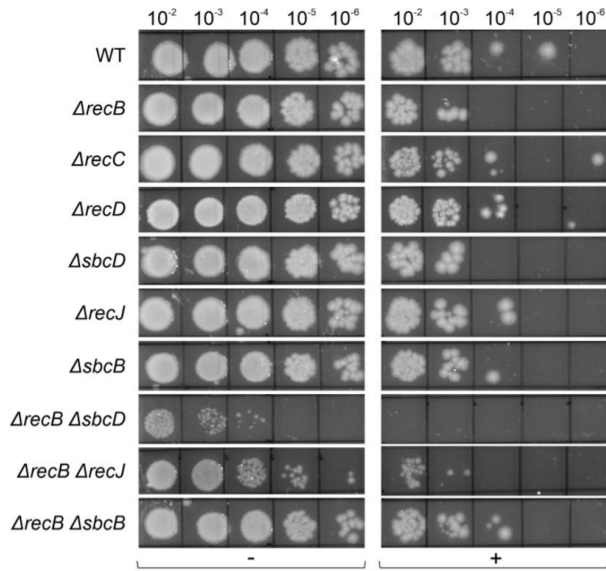 10-2 10-3 10-4 10-5 10-6 10-2 10-3 10-4 10-5 10-6
WT
ΔrecB
ΔrecC
ΔrecD
ΔsbcD
ΔrecJ
ΔsbcB
ΔrecB ΔsbcD
ΔrecB ΔrecJ
ΔrecB ΔsbcB
- +